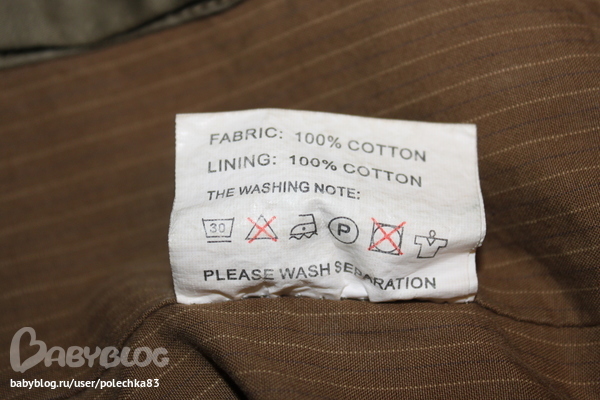 FABRIC: 100% COTTON
LINING: 100% COTTON
THE WASHING NOTE:
30 P
PLEASE WASH SEPARATION
BABYBLOG
babyblog.ru/user/polechka83